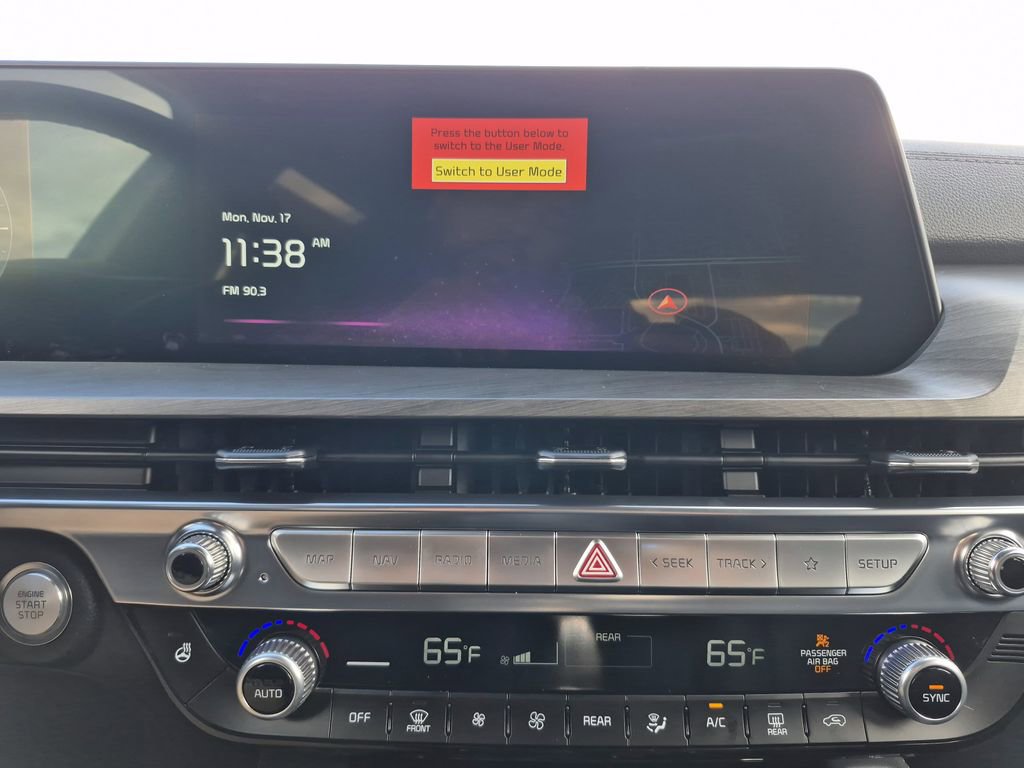 Press the button below to
switch to the User Mode.
Switch to User Mode
Mon, Nov. 17
11:38 AM
FM 90.3
MAP
NAV
RADIO
MEDIA
< SEEK
TRACK >
SETUP
ENGINE
START
STOP
65°F
REAR
65°F
PASSENGER
AIR BAG
OFF
AUTO
SYNC
OFF
FRONT
REAR
A/C
REAR